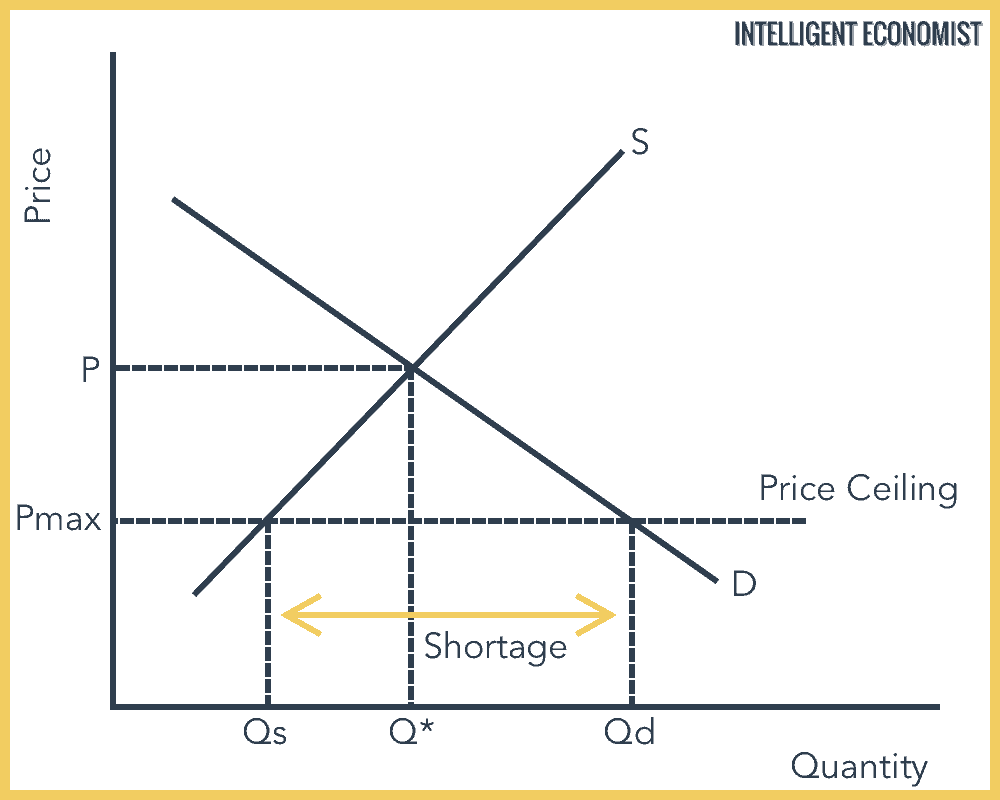 INTELLIGENT ECONOMIST
S
Price
P
Price Ceiling
Pmax
D
Shortage
Qs
Q*
Qd
Quantity